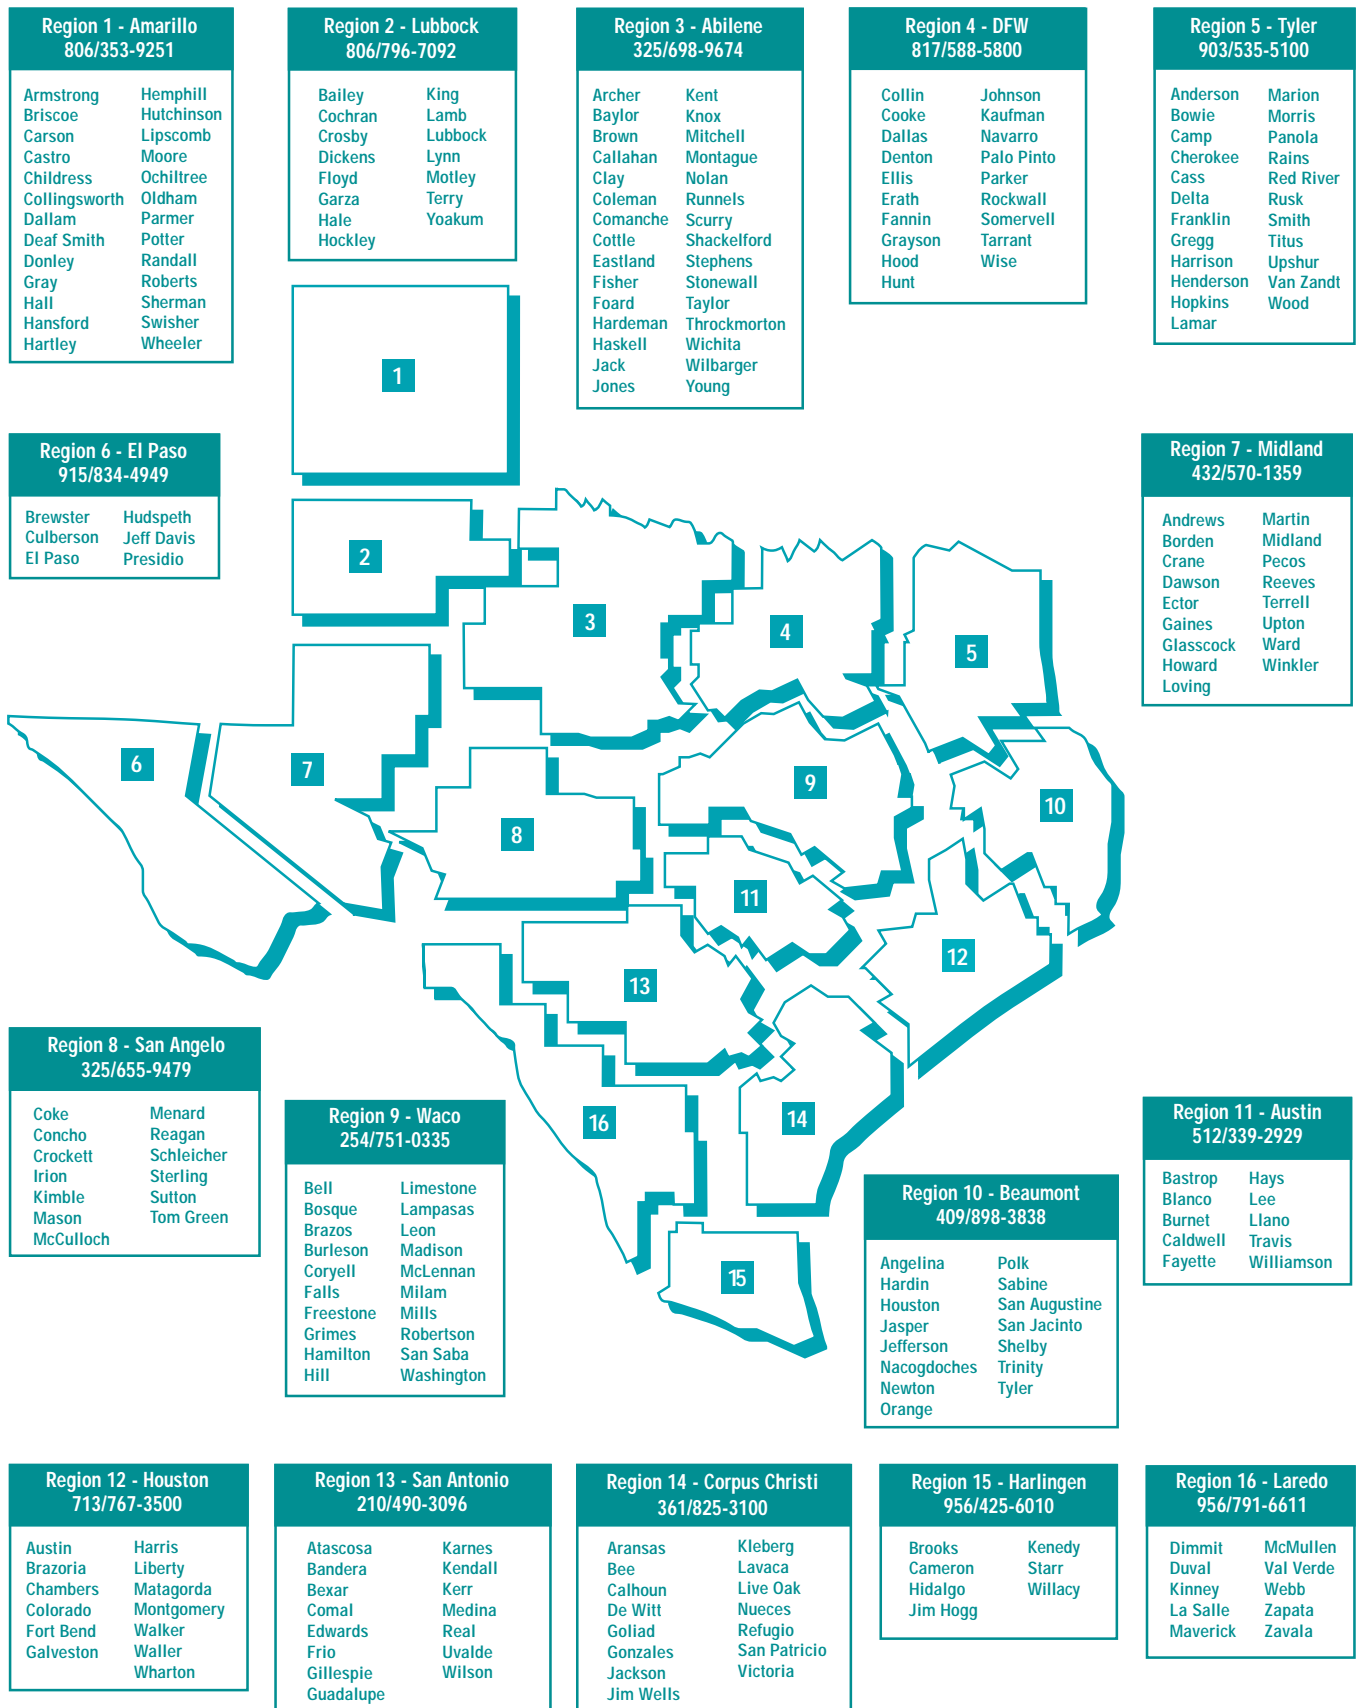 Region 1 - Amarillo
806/353-9251
Armstrong
Briscoe
Carson
Castro
Childress
Collingsworth
Dallam
Deaf Smith
Donley
Gray
Hall
Hansford
Hartley
Hemphill
Hutchinson
Lipscomb
Moore
Ochiltree
Oldham
Parmer
Potter
Randall
Roberts
Sherman
Swisher
Wheeler
Region 2 - Lubbock
806/796-7092
Bailey
Cochran
Crosby
Dickens
Floyd
Garza
Hale
Hockley
King
Lamb
Lubbock
Lynn
Motley
Terry
Yoakum
Region 3 - Abilene
325/698-9674
Archer
Baylor
Brown
Callahan
Clay
Coleman
Comanche
Cottle
Eastland
Fisher
Foard
Hardeman
Haskell
Jack
Jones
Kent
Knox
Mitchell
Montague
Nolan
Runnels
Scurry
Shackelford
Stephens
Stonewall
Taylor
Throckmorton
Wichita
Wilbarger
Young
Region 4 - DFW
817/588-5800
Collin
Cooke
Dallas
Denton
Ellis
Erath
Fannin
Grayson
Hood
Hunt
Johnson
Kaufman
Navarro
Palo Pinto
Parker
Rockwall
Somervell
Tarrant
Wise
Region 5 - Tyler
903/535-5100
Anderson
Bowie
Camp
Cherokee
Cass
Delta
Franklin
Gregg
Harrison
Henderson
Hopkins
Lamar
Marion
Morris
Panola
Rains
Red River
Rusk
Smith
Titus
Upshur
Van Zandt
Wood
Region 6 - El Paso
915/834-4949
Brewster
Culberson
El Paso
Hudspeth
Jeff Davis
Presidio
Region 7 - Midland
432/570-1359
Andrews
Borden
Crane
Dawson
Ector
Gaines
Glasscock
Howard
Loving
Martin
Midland
Pecos
Reeves
Terrell
Upton
Ward
Winkler
1
2
3
4
5
6
7
8
9
10
11
12
13
14
15
16
Region 8 - San Angelo
325/655-9479
Coke
Concho
Crockett
Irion
Kimble
Mason
McCulloch
Menard
Reagan
Schleicher
Sterling
Sutton
Tom Green
Region 9 - Waco
254/751-0335
Bell
Bosque
Brazos
Burleson
Coryell
Falls
Freestone
Grimes
Hamilton
Hill
Limestone
Lampasas
Leon
Madison
McLennan
Milam
Mills
Robertson
San Saba
Washington
Region 10 - Beaumont
409/898-3838
Angelina
Hardin
Houston
Jasper
Jefferson
Nacogdoches
Newton
Orange
Polk
Sabine
San Augustine
San Jacinto
Shelby
Trinity
Tyler
Region 11 - Austin
512/339-2929
Bastrop
Blanco
Burnet
Caldwell
Fayette
Hays
Lee
Llano
Travis
Williamson
Region 12 - Houston
713/767-3500
Austin
Brazoria
Chambers
Colorado
Fort Bend
Galveston
Harris
Liberty
Matagorda
Montgomery
Walker
Waller
Wharton
Region 13 - San Antonio
210/490-3096
Atascosa
Bandera
Bexar
Comal
Edwards
Frio
Gillespie
Guadalupe
Karnes
Kendall
Kerr
Medina
Real
Uvalde
Wilson
Region 14 - Corpus Christi
361/825-3100
Aransas
Bee
Calhoun
De Witt
Goliad
Gonzales
Jackson
Jim Wells
Kleberg
Lavaca
Live Oak
Nueces
Refugio
San Patricio
Victoria
Region 15 - Harlingen
956/425-6010
Brooks
Cameron
Hidalgo
Jim Hogg
Kenedy
Starr
Willacy
Region 16 - Laredo
956/791-6611
Dimmit
Duval
Kinney
La Salle
Maverick
McMullen
Val Verde
Webb
Zapata
Zavala